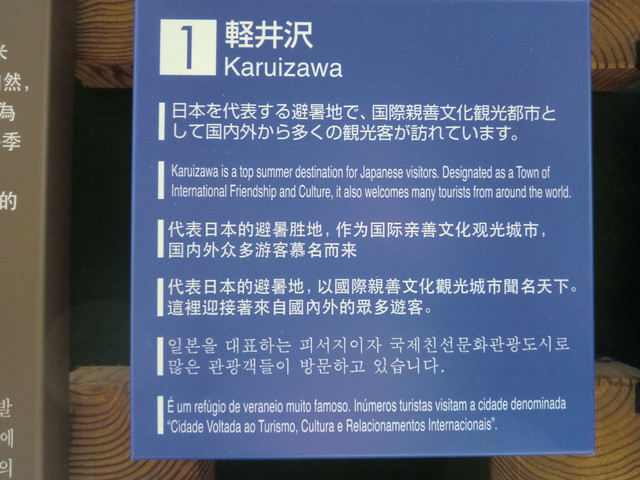 米
然,
為
季
的
발
에
의
1
軽井沢
Karuizawa
日本を代表する避暑地で、国際親善文化観光都市と
して国内外から多くの観光客が訪れています。
Karuizawa is a top summer destination for Japanese visitors. Designated as a Town of
International Friendship and Culture, it also welcomes many tourists from around the world.
代表日本的避暑胜地，作为国际亲善文化观光城市，
国内外众多游客慕名而来
代表日本的避暑地，以國際親善文化觀光城市聞名天下。
這裡迎接著來自國內外的眾多遊客。
일본을 대표하는 피서지이자 국제친선문화관광도시로
많은 관광객들이 방문하고 있습니다.
É um refúgio de veraneio muito famoso. Inúmeros turistas visitam a cidade denominada
“Cidade Voltada ao Turismo, Cultura e Relacionamentos Internacionais”.